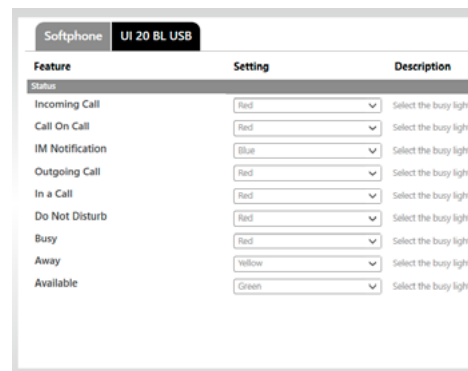 Softphone UI 20 BL USB
Feature Setting Description
Status
Incoming Call Red Select the busy ligh
Call On Call Red Select the busy ligh
IM Notification Blue Select the busy ligh
Outgoing Call Red Select the busy ligh
In a Call Red Select the busy ligh
Do Not Disturb Red Select the busy ligh
Busy Red Select the busy ligh
Away Yellow Select the busy ligh
Available Green Select the busy ligh